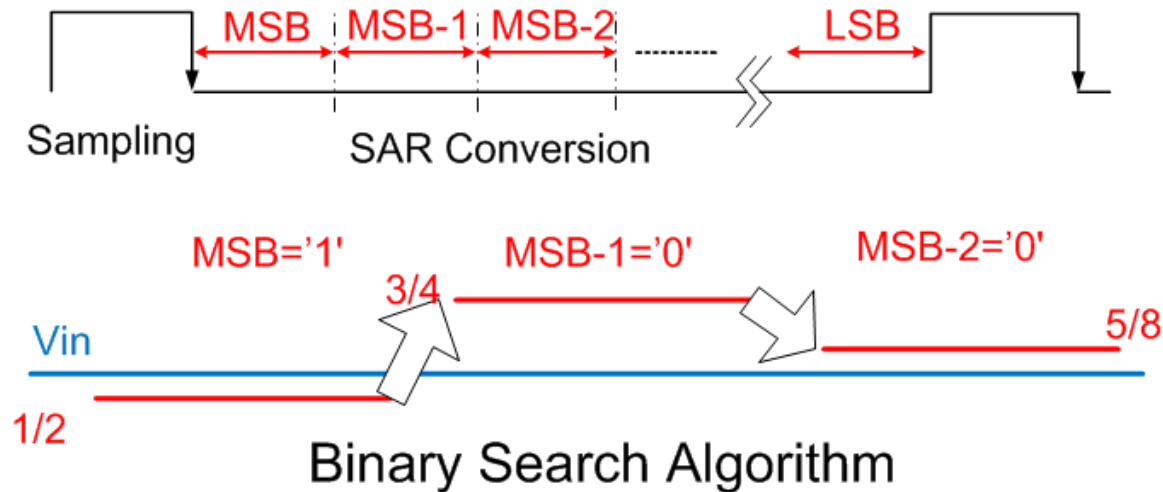 MSB MSB-1 MSB-2 LSB
Sampling SAR Conversion
MSB='1' MSB-1='0' MSB-2='0'
3/4
5/8
Vin
1/2
Binary Search Algorithm